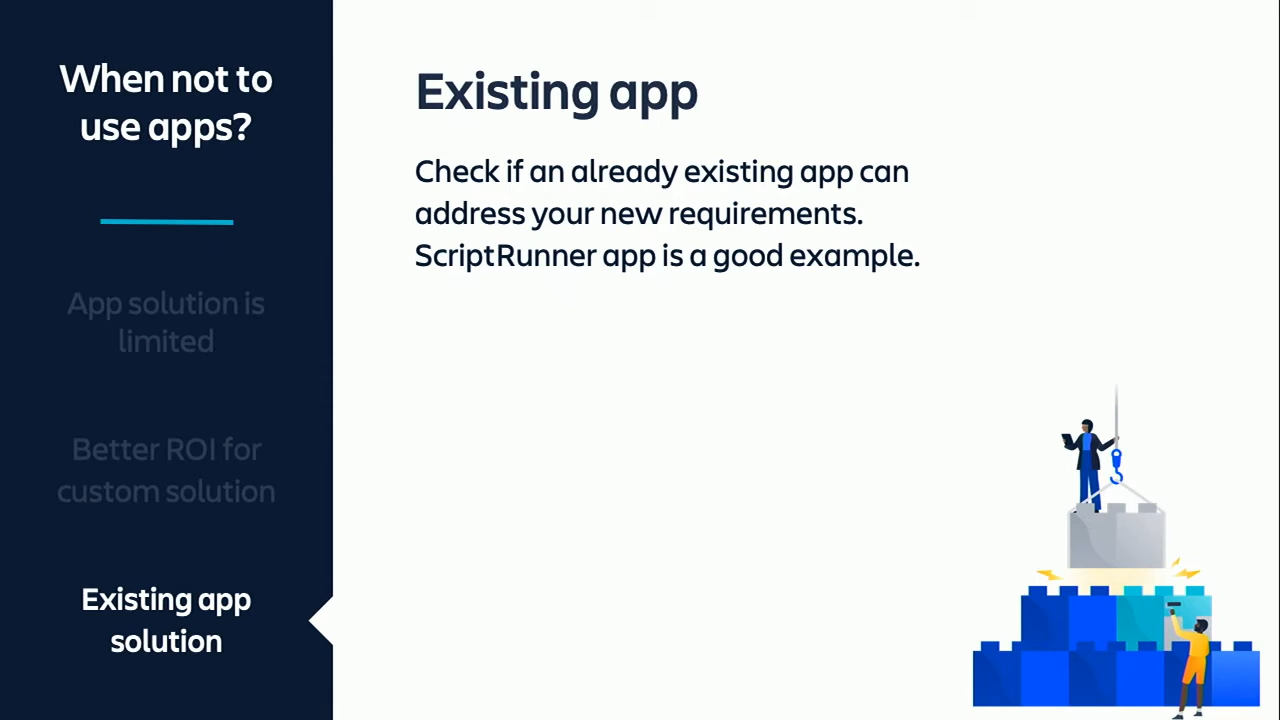 When not to
use apps?
App solution is
limited
Better ROI for
custom solution
Existing app
solution
Existing app
Check if an already existing app can
address your new requirements.
ScriptRunner app is a good example.